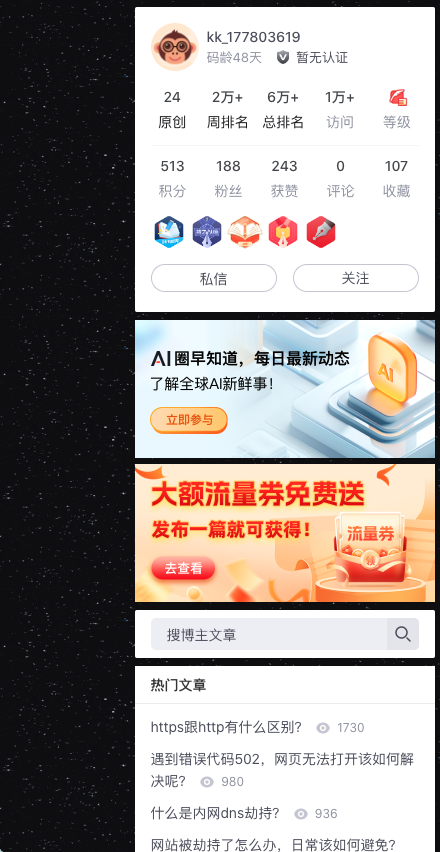 kk_177803619
码龄48天 暂无认证
24 2万+ 6万+ 1万+
原创 周排名 总排名 访问 等级
513 188 243 0 107
积分 粉丝 获赞 评论 收藏
私信 关注
AI圈早知道，每日最新动态
了解全球AI新鲜事！
AI
立即参与
大额流量券免费送
发布一篇就可获得！
流量券
领
去查看
搜博主文章
热门文章
https跟http有什么区别? 1730
遇到错误代码502，网页无法打开该如何解
决呢? 980
什么是内网dns劫持? 936
网站被劫持了怎么办，日常该如何避免?